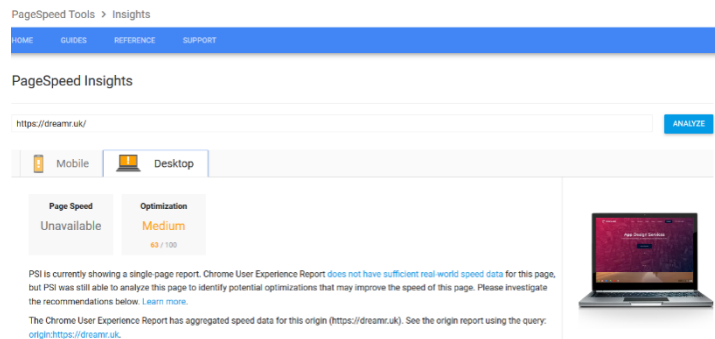 PageSpeed Tools > Insights
HOME GUIDES REFERENCE SUPPORT
PageSpeed Insights
https://dreamr.uk/
ANALYZE
Mobile Desktop
Page Speed Optimization
Unavailable Medium
63 / 100
App Design Services
PSI is currently showing a single-page report. Chrome User Experience Report does not have sufficient real-world speed data for this page,
but PSI was still able to analyze this page to identify potential optimizations that may improve the speed of this page. Please investigate
the recommendations below. Learn more.
The Chrome User Experience Report has aggregated speed data for this origin (https://dreamr.uk). See the origin report using the query:
origin:https://dreamr.uk.